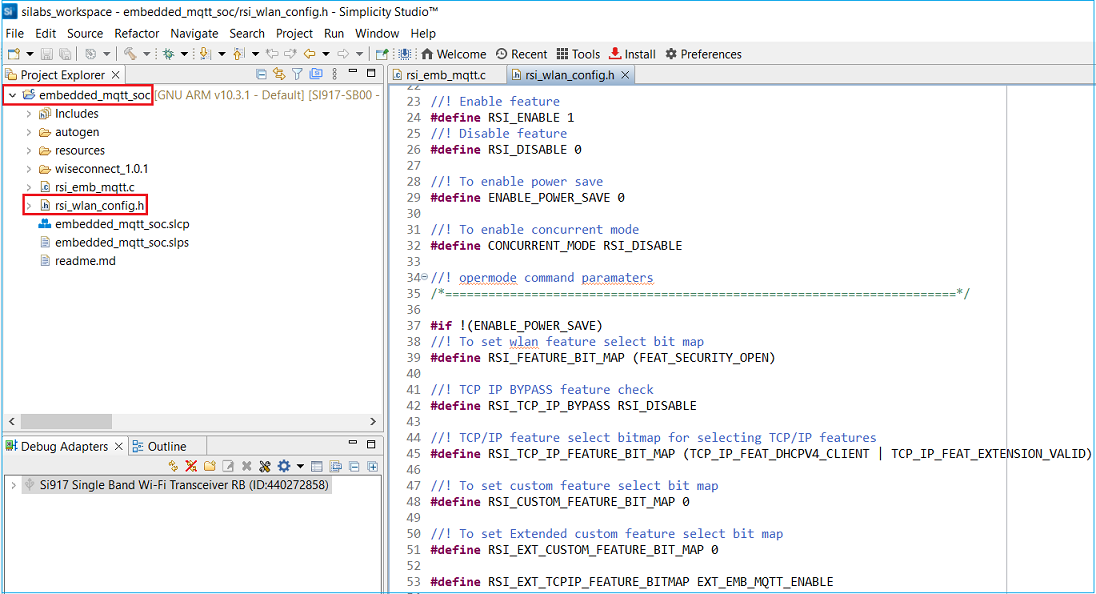 silabs_workspace - embedded_mqtt_soc/rsi_wlan_config.h - Simplicity Studio™
File Edit Source Refactor Navigate Search Project Run Window Help
Welcome Recent Tools Install Preferences
Project Explorer
embedded_mqtt_soc [GNU ARM v10.3.1 - Default] [SI917-SB00 -
Includes
autogen
resources
wiseconnect_1.0.1
rsi_emb_mqtt.c
rsi_wlan_config.h
embedded_mqtt_soc.slcp
embedded_mqtt_soc.slps
readme.md
Debug Adapters Outline
Si917 Single Band Wi-Fi Transceiver RB (ID:440272858)
rsi_emb_mqtt.c rsi_wlan_config.h
22
23 //! Enable feature
24 #define RSI_ENABLE 1
25 //! Disable feature
26 #define RSI_DISABLE 0
27
28 //! To enable power save
29 #define ENABLE_POWER_SAVE 0
30
31 //! To enable concurrent mode
32 #define CONCURRENT_MODE RSI_DISABLE
33
34 //! opermode command paramaters
35 /*=======================================================================*/
36
37 #if !(ENABLE_POWER_SAVE)
38 //! To set wlan feature select bit map
39 #define RSI_FEATURE_BIT_MAP (FEAT_SECURITY_OPEN)
40
41 //! TCP IP BYPASS feature check
42 #define RSI_TCP_IP_BYPASS RSI_DISABLE
43
44 //! TCP/IP feature select bitmap for selecting TCP/IP features
45 #define RSI_TCP_IP_FEATURE_BIT_MAP (TCP_IP_FEAT_DHCPV4_CLIENT | TCP_IP_FEAT_EXTENSION_VALID)
46
47 //! To set custom feature select bit map
48 #define RSI_CUSTOM_FEATURE_BIT_MAP 0
49
50 //! To set Extended custom feature select bit map
51 #define RSI_EXT_CUSTOM_FEATURE_BIT_MAP 0
52
53 #define RSI_EXT_TCPIP_FEATURE_BITMAP EXT_EMB_MQTT_ENABLE